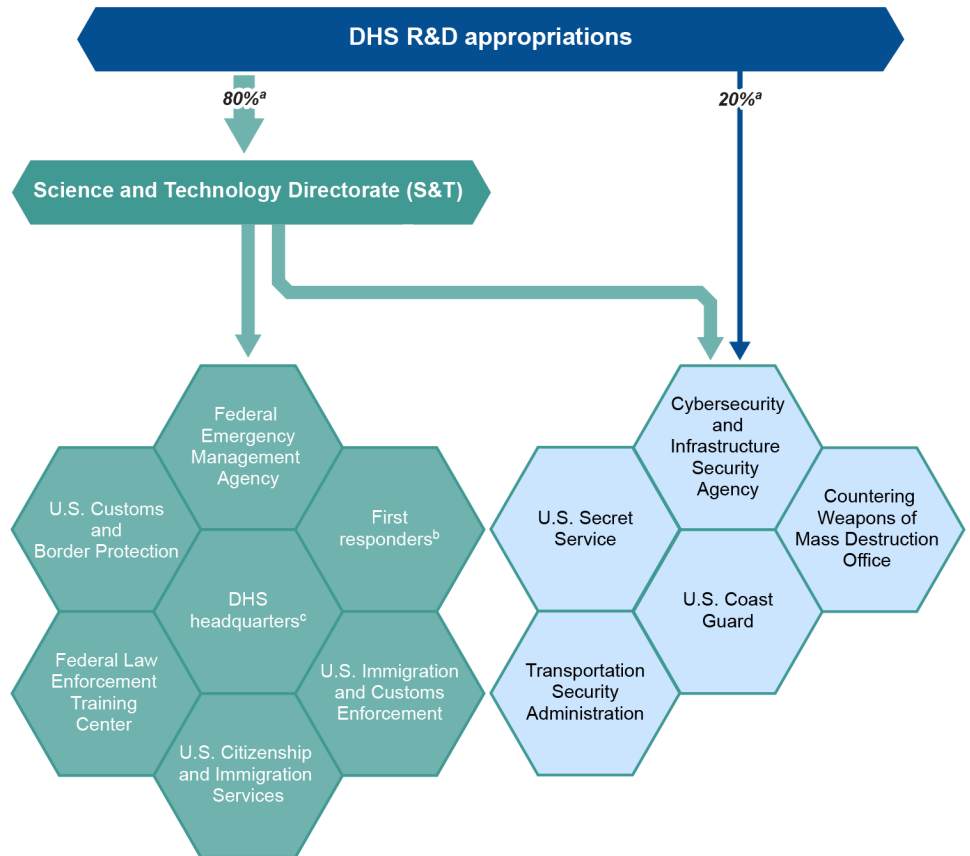 DHS R&D appropriations
80%a
20%a
Science and Technology Directorate (S&T)
Federal
Emergency
Management
Agency
U.S. Customs
and
Border Protection
First
respondersb
DHS
headquartersc
Federal Law
Enforcement
Training
Center
U.S. Immigration
and Customs
Enforcement
U.S. Citizenship
and Immigration
Services
Cybersecurity
and
Infrastructure
Security
Agency
U.S. Secret
Service
Countering
Weapons of
Mass Destruction
Office
U.S. Coast
Guard
Transportation
Security
Administration